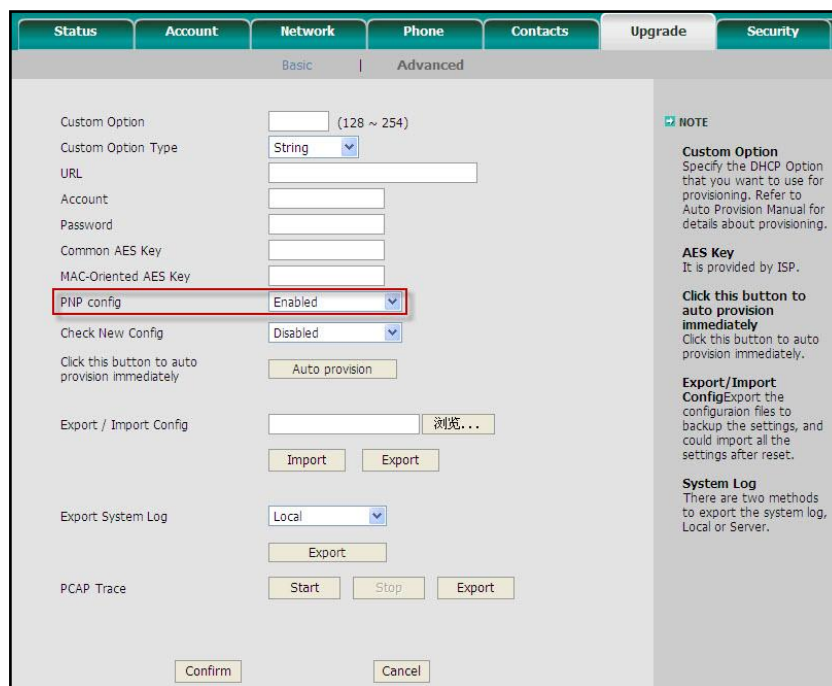 Status Account Network Phone Contacts Upgrade Security
Basic | Advanced
Custom Option (128 ~ 254)
Custom Option Type String
URL
Account
Password
Common AES Key
MAC-Oriented AES Key
PNP config Enabled
Check New Config Disabled
Click this button to auto
provision immediately
Auto provision
Export / Import Config 浏览...
Import Export
Export System Log Local
Export
PCAP Trace Start Stop Export
Confirm Cancel
NOTE
Custom Option
Specify the DHCP Option
that you want to use for
provisioning. Refer to
Auto Provision Manual for
details about provisioning.
AES Key
It is provided by ISP.
Click this button to
auto provision
immediately
Click this button to auto
provision immediately.
Export/Import
ConfigExport the
configuraion files to
backup the settings, and
could import all the
settings after reset.
System Log
There are two methods
to export the system log,
Local or Server.